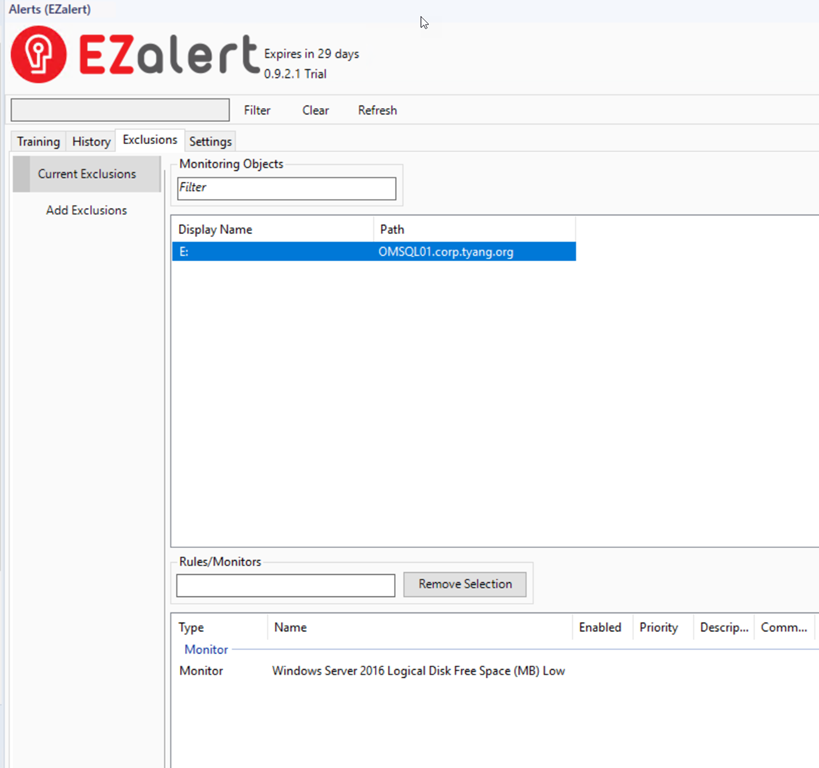 Alerts (EZalert)
EZalert
Expires in 29 days
0.9.2.1 Trial
Filter Clear Refresh
Training History Exclusions Settings
Current Exclusions
Add Exclusions
Monitoring Objects
Filter
Display Name Path
E: OMSQL01.corp.tyang.org
Rules/Monitors
Remove Selection
Type Name Enabled Priority Descrip... Comm...
Monitor
Monitor Windows Server 2016 Logical Disk Free Space (MB) Low